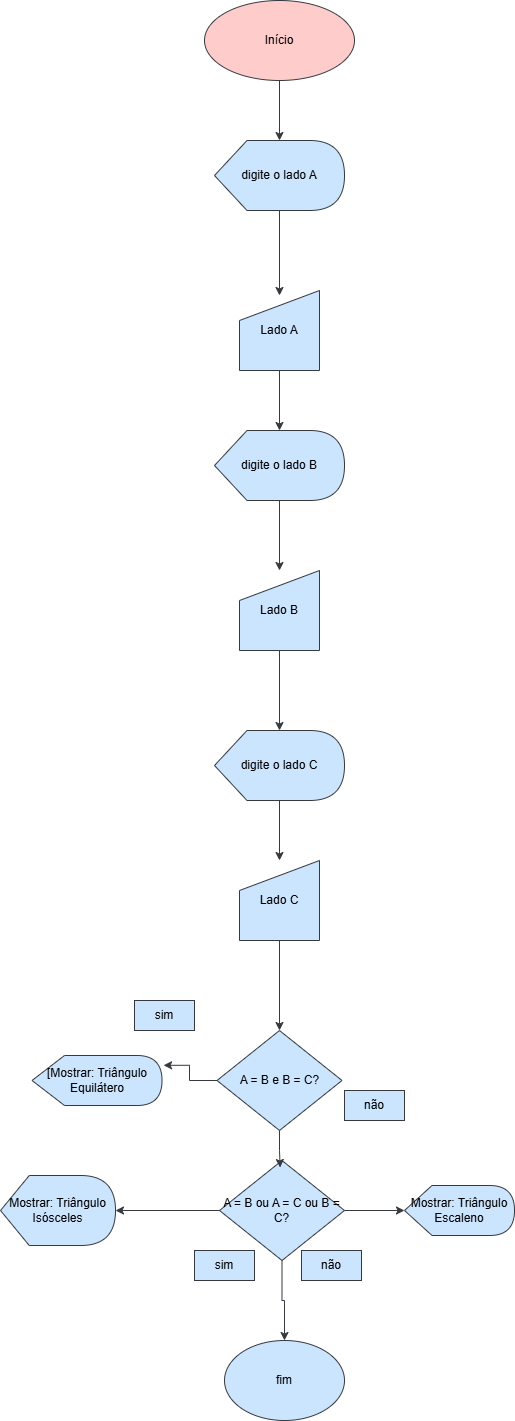 Início
digite o lado A
Lado A
digite o lado B
Lado B
digite o lado C
Lado C
sim
[Mostrar: Triângulo
Equilátero
A = B e B = C?
não
Mostrar: Triângulo
Isósceles
A = B ou A = C ou B =
C?
Mostrar: Triângulo
Escaleno
sim
não
fim